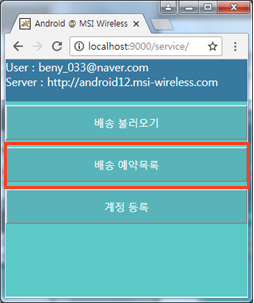 Android @ MSI Wireless
localhost:9000/service/
User : beny_033@naver.com
Server : http://android12.msi-wireless.com
배송 불러오기
배송 예약목록
계정 등록